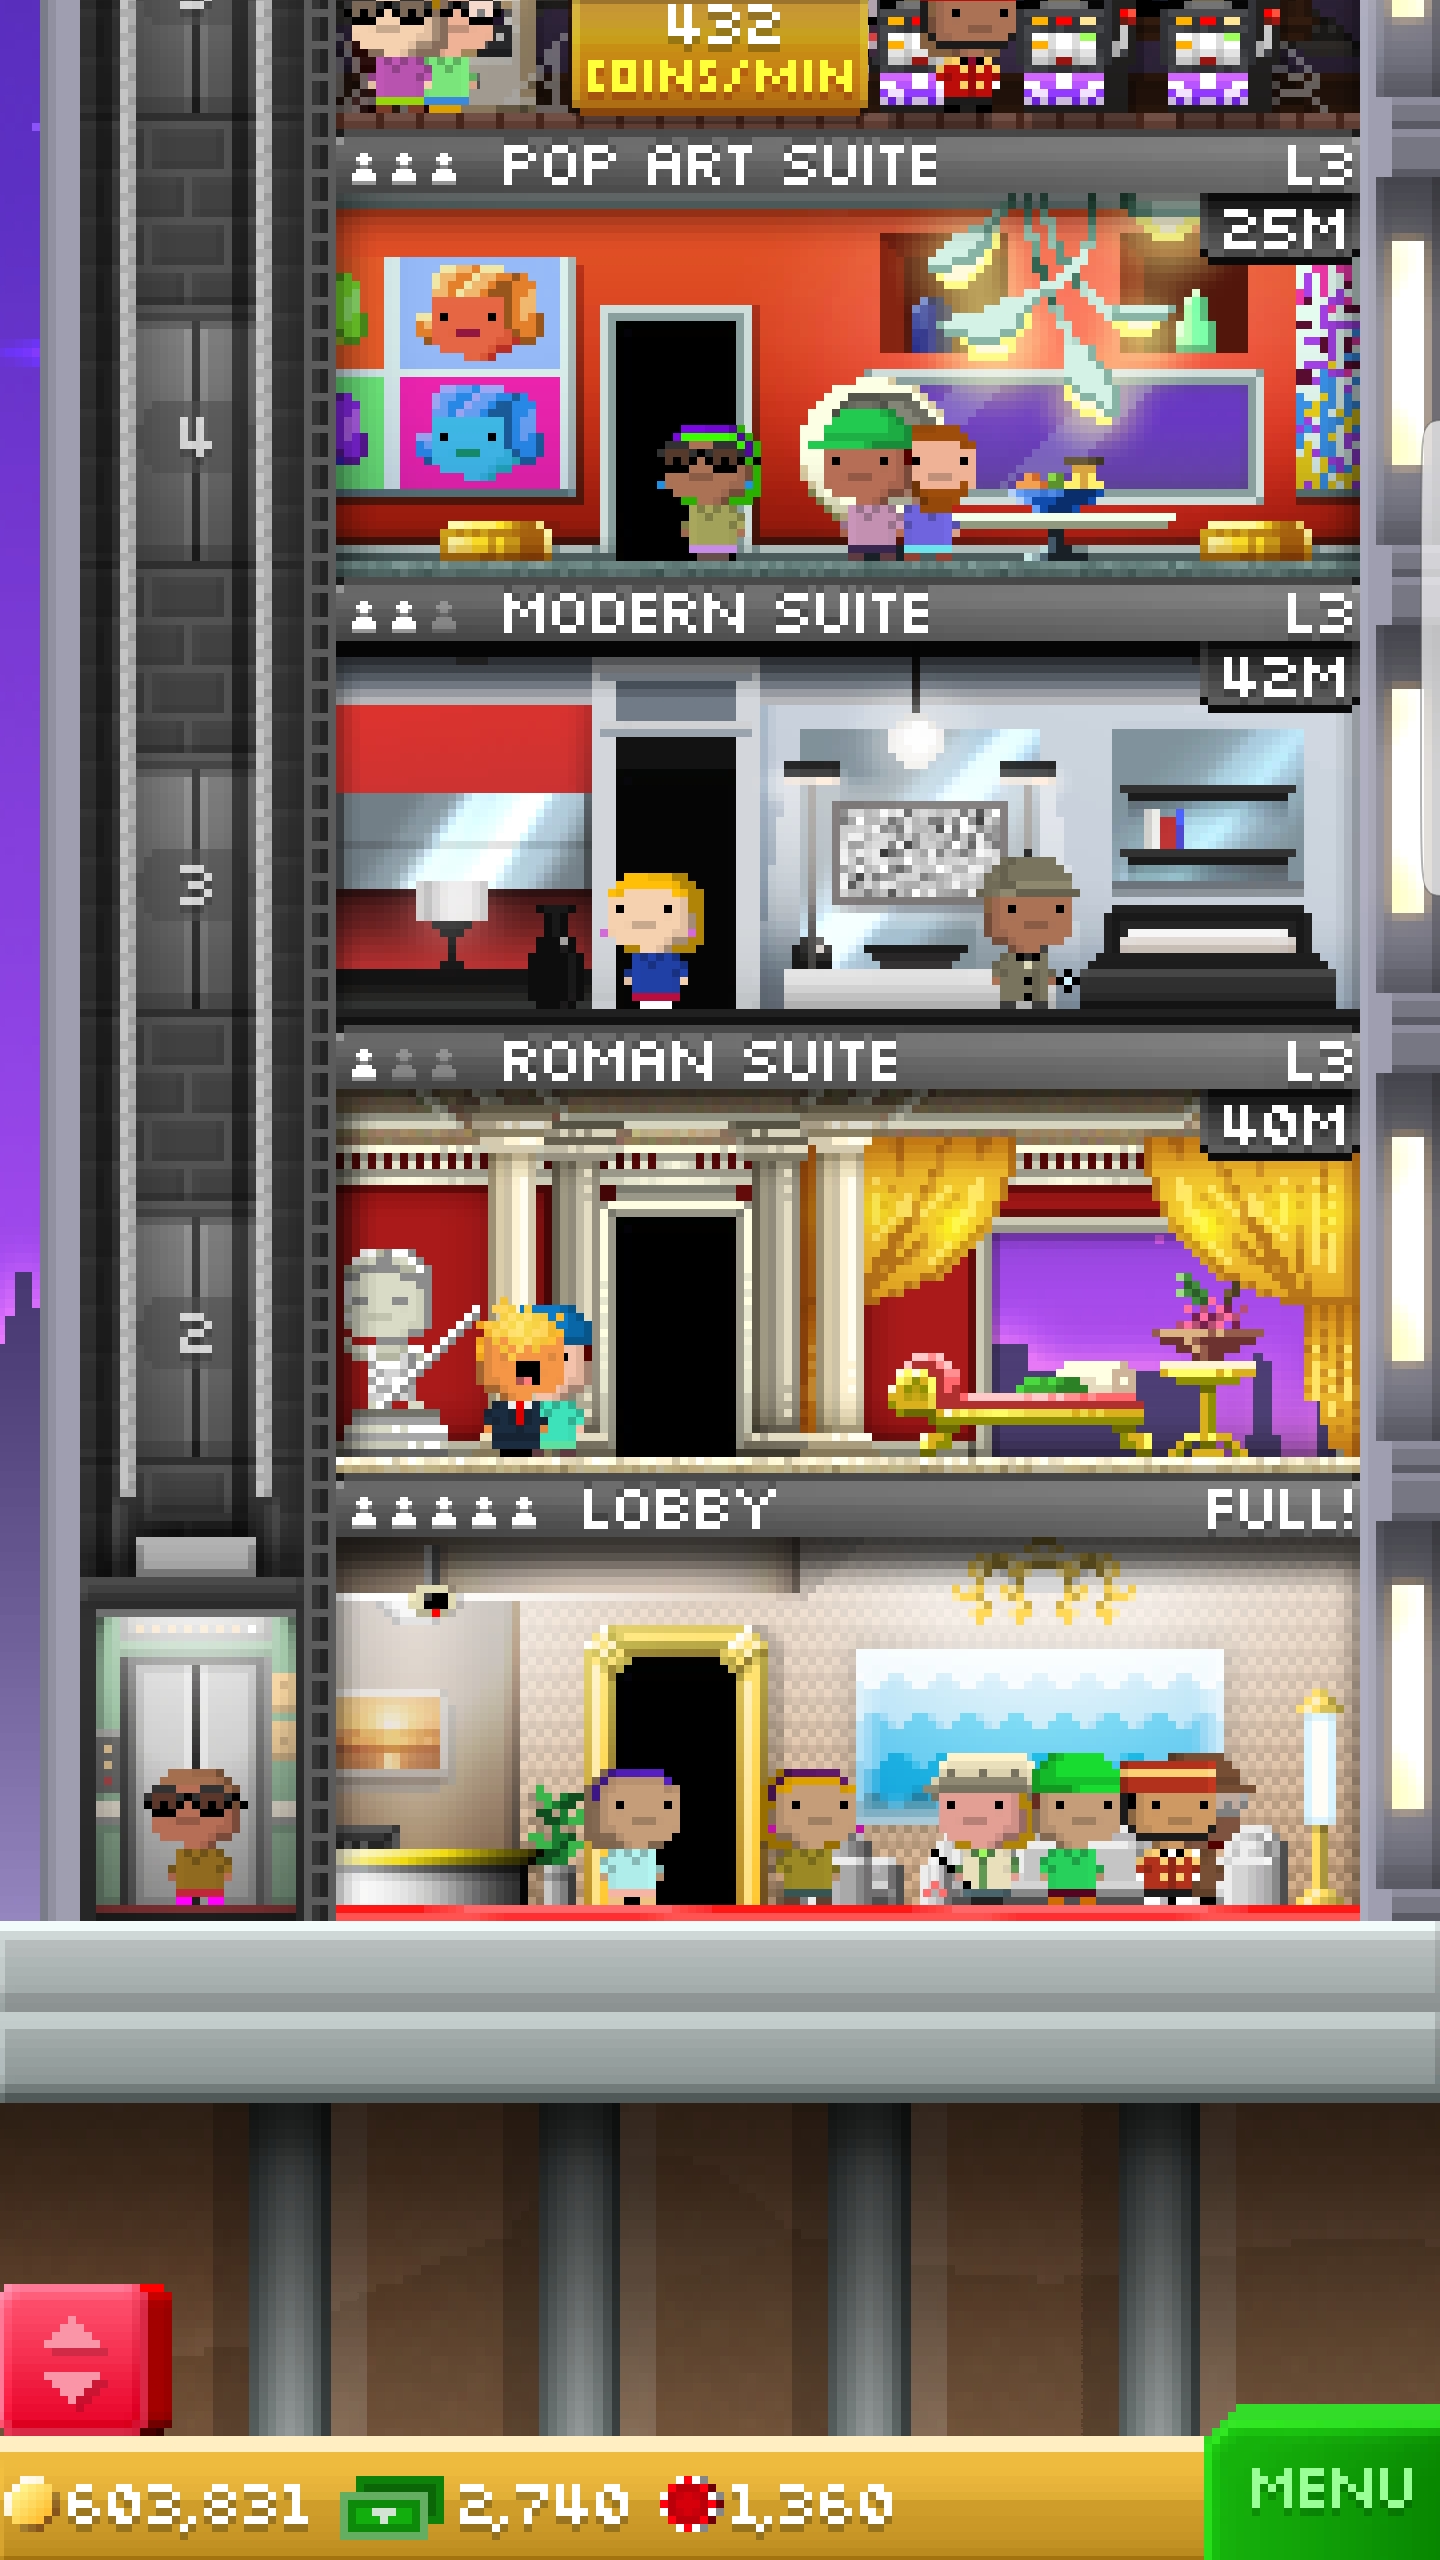 432
COINS/MIN
POP ART SUITE L3
25M
4
MODERN SUITE L3
42M
3
ROMAN SUITE L3
40M
2
LOBBY FULL!
603,831 2,740 1,360 MENU